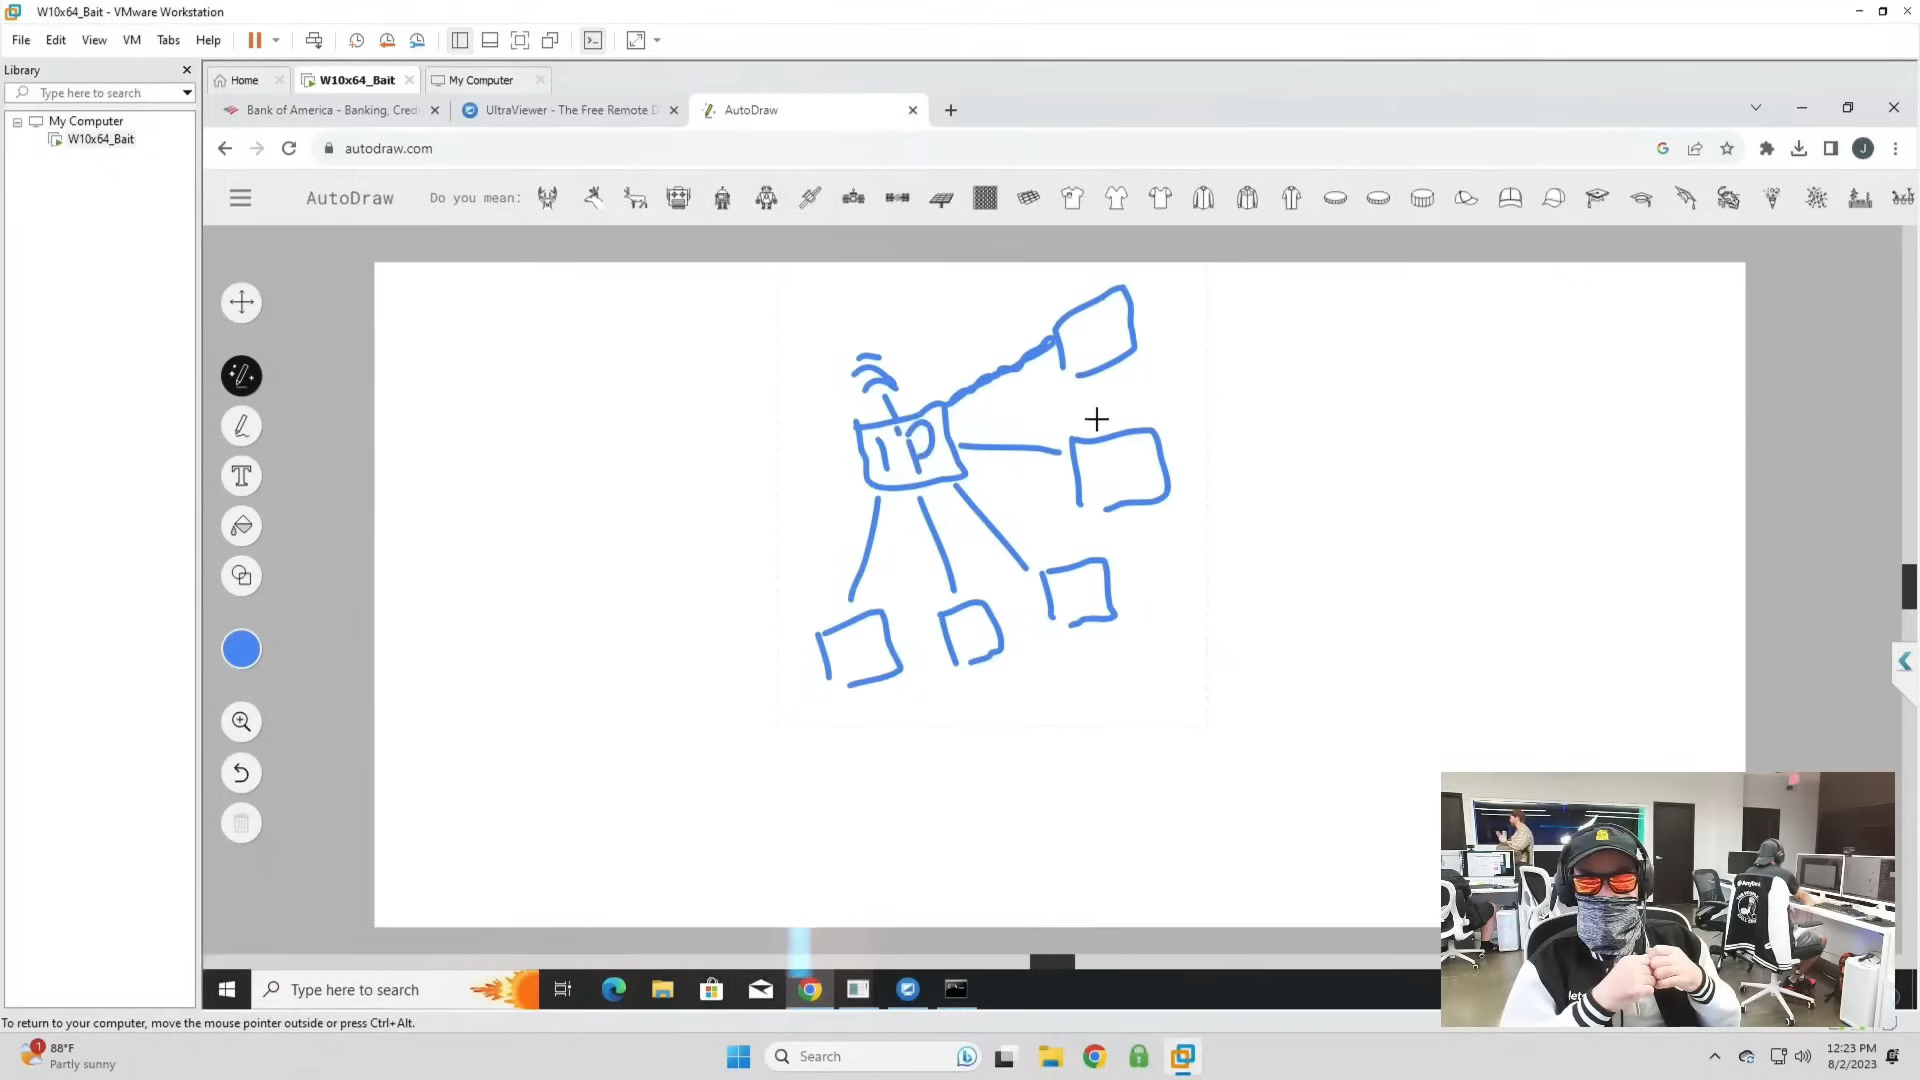 W10x64_Bait - VMware Workstation
File Edit View VM Tabs Help
Library
Type here to search
My Computer
W10x64_Bait
Home
W10x64_Bait
My Computer
Bank of America - Banking, Cred
UltraViewer - The Free Remote D
AutoDraw
autodraw.com
J
AutoDraw
Do you mean:
ip
Type here to search
To return to your computer, move the mouse pointer outside or press Ctrl+Alt.
1
88°F
Partly sunny
Search
12:23 PM
8/2/2023